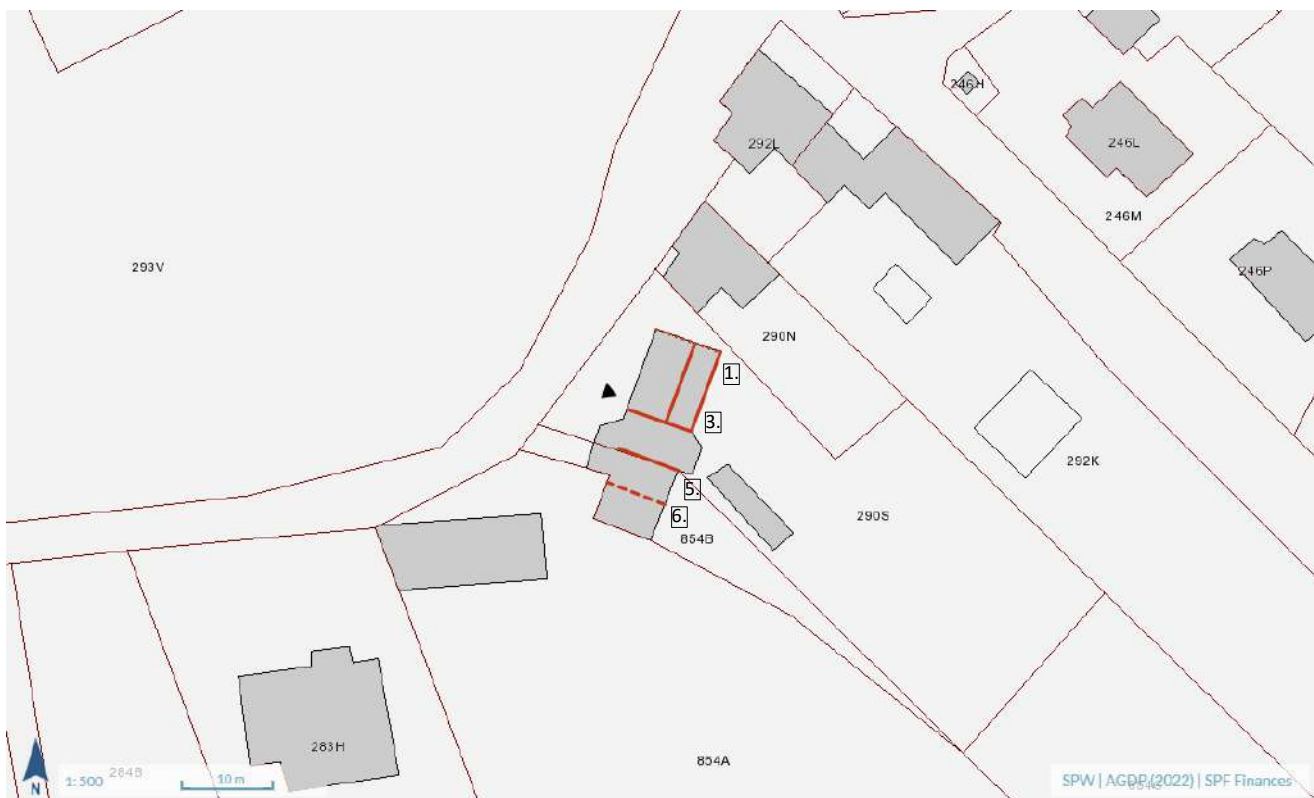 246H
292L
246L
246M
293V
246P
290N
1.
3.
292K
5.
290S
6.
854B
283H
854A
1:500
284B
10 m
N
SPW | AGDP (2022) | SPF Finances